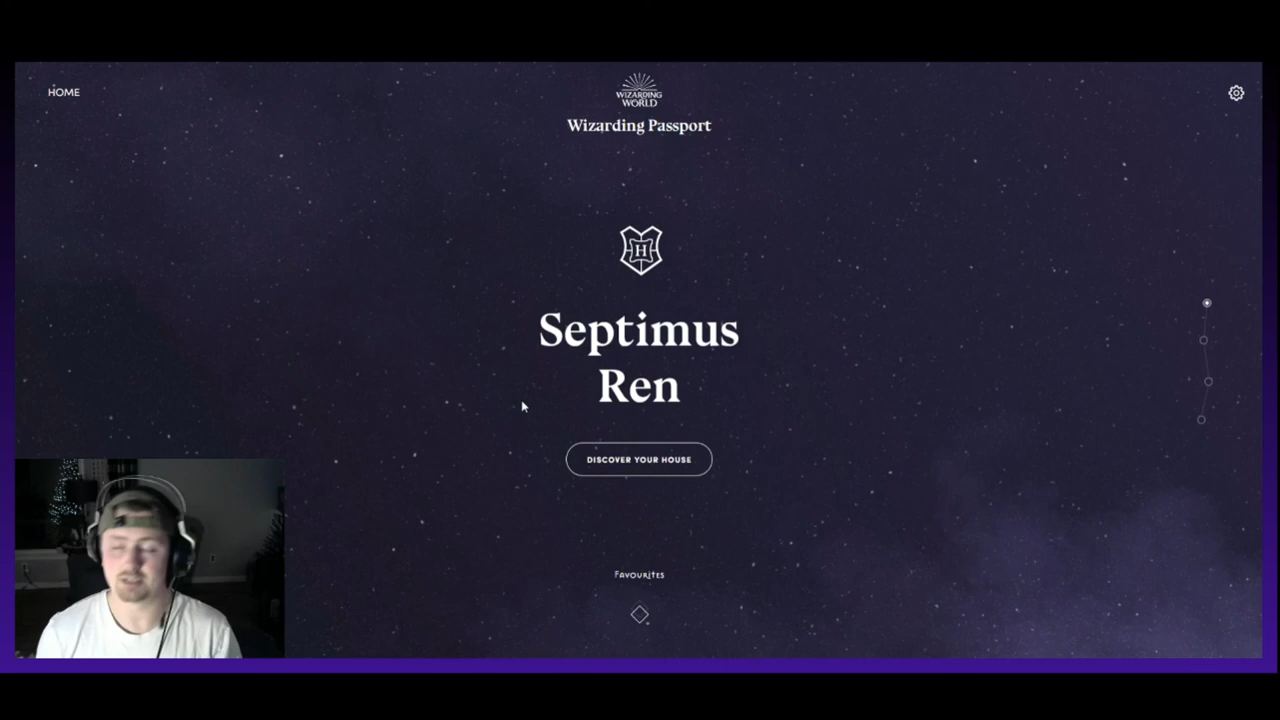 HOME
WIZARDING
WORLD
Wizarding Passport
H
Septimus
Ren
DISCOVER YOUR HOUSE
Favourites